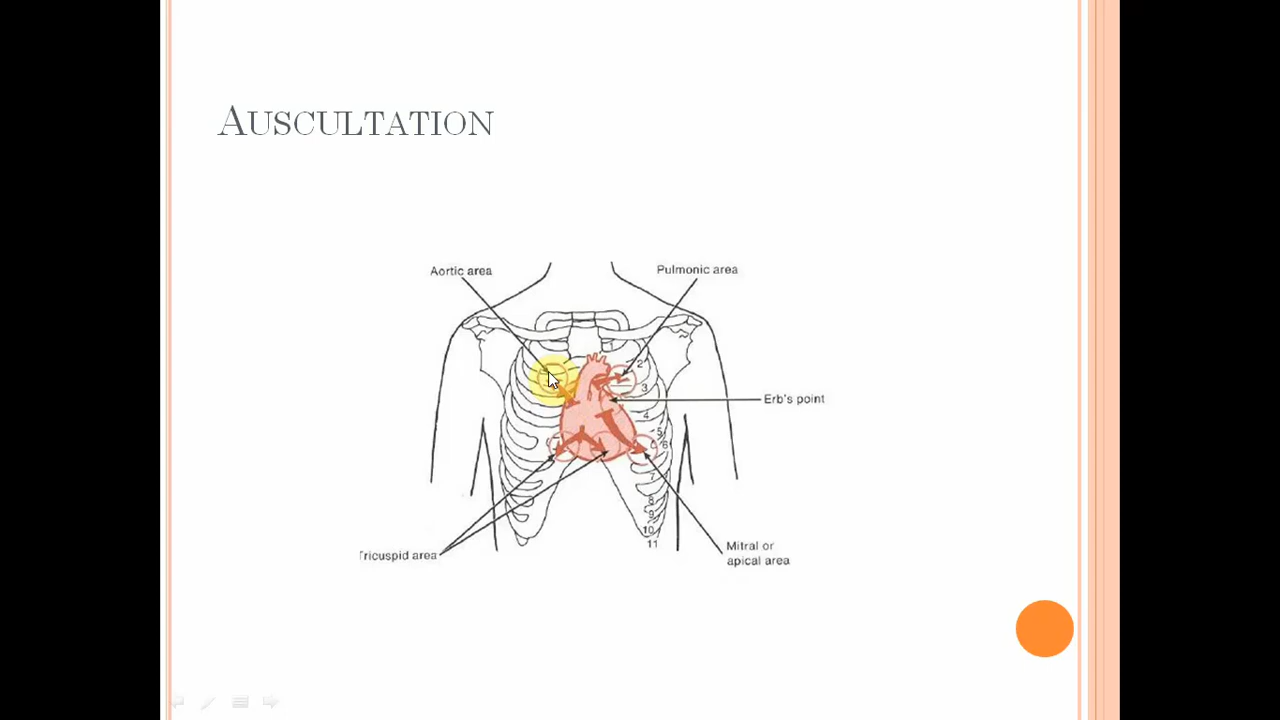 AUSCULTATION
Aortic area
Pulmonic area
1
2
3
Erb's point
4
5
6
7
8
9
10
11
Tricuspid area
Mitral or
apical area